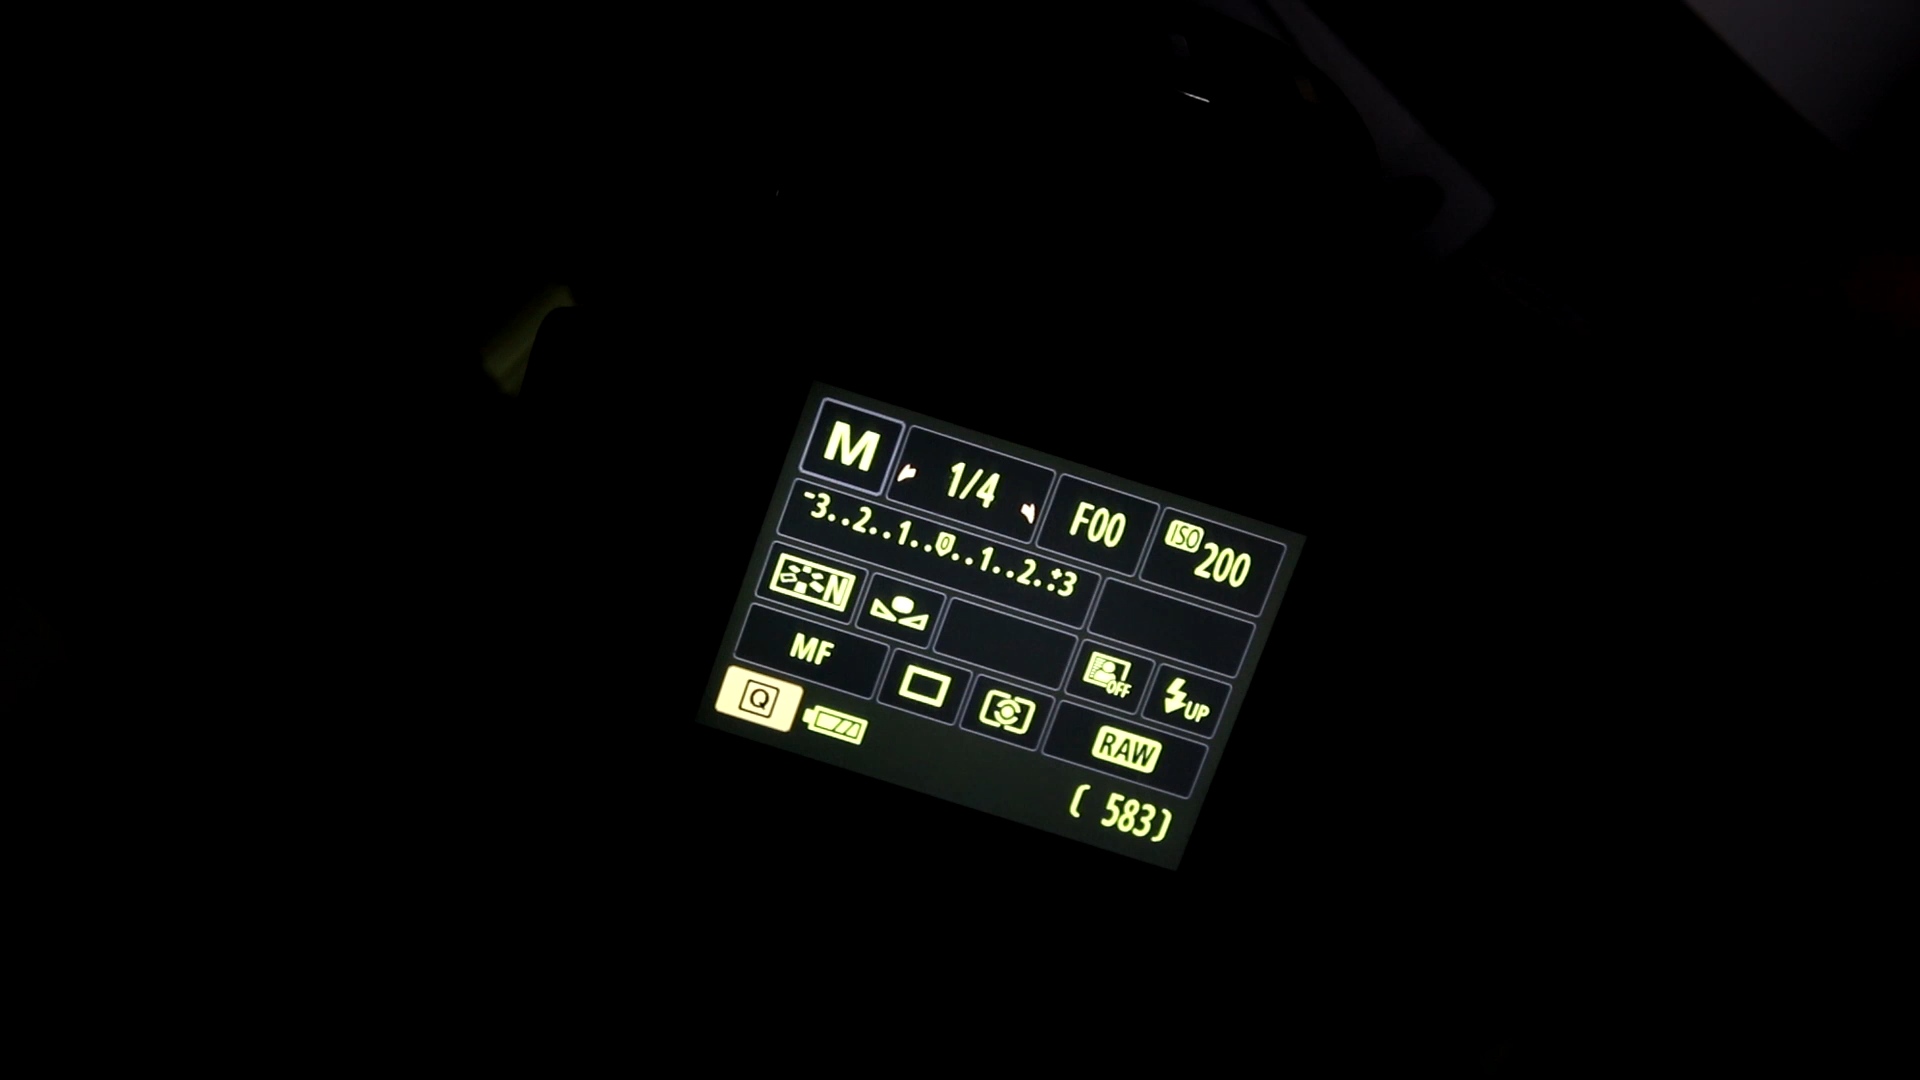 M 1/4 F00 ISO 200
-3..2..1..0..1..2..+3
N
MF OFF UP
Q RAW
( 583)